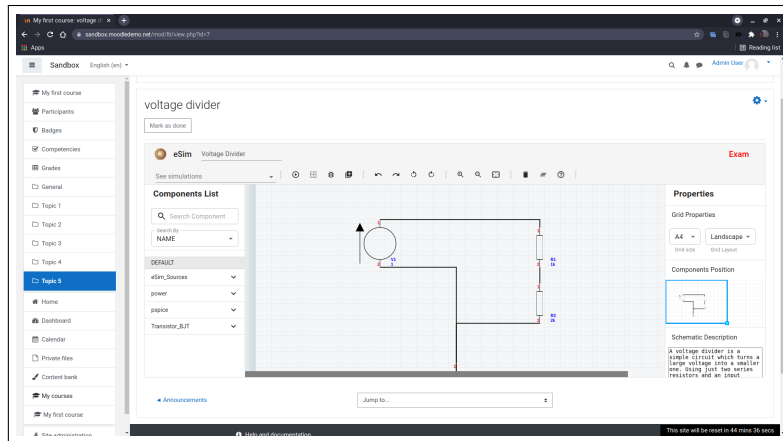 My first course: voltage d
sandbox.moodledemo.net/mod/lti/view.php?id=7
Apps
Reading list
Sandbox
English (en)
Admin User
My first course
Participants
Badges
Competencies
Grades
General
Topic 1
Topic 2
Topic 3
Topic 4
Topic 5
Home
Dashboard
Calendar
Private files
Content bank
My courses
My first course
Site administration
voltage divider
Mark as done
eSim
Voltage Divider
Exam
See simulations
Components List
Search Component
Search By
NAME
DEFAULT
eSim_Sources
power
pspice
Transistor_BJT
V1
1
R1
1k
R2
2k
Properties
Grid Properties
A4
Landscape
Grid size
Grid Layout
Components Position
Schematic Description
A voltage divider is a
simple circuit which turns a
large voltage into a smaller
one. Using just two series
resistors and an input
◄ Announcements
Jump to...
Help and documentation
This site will be reset in 44 mins 36 secs